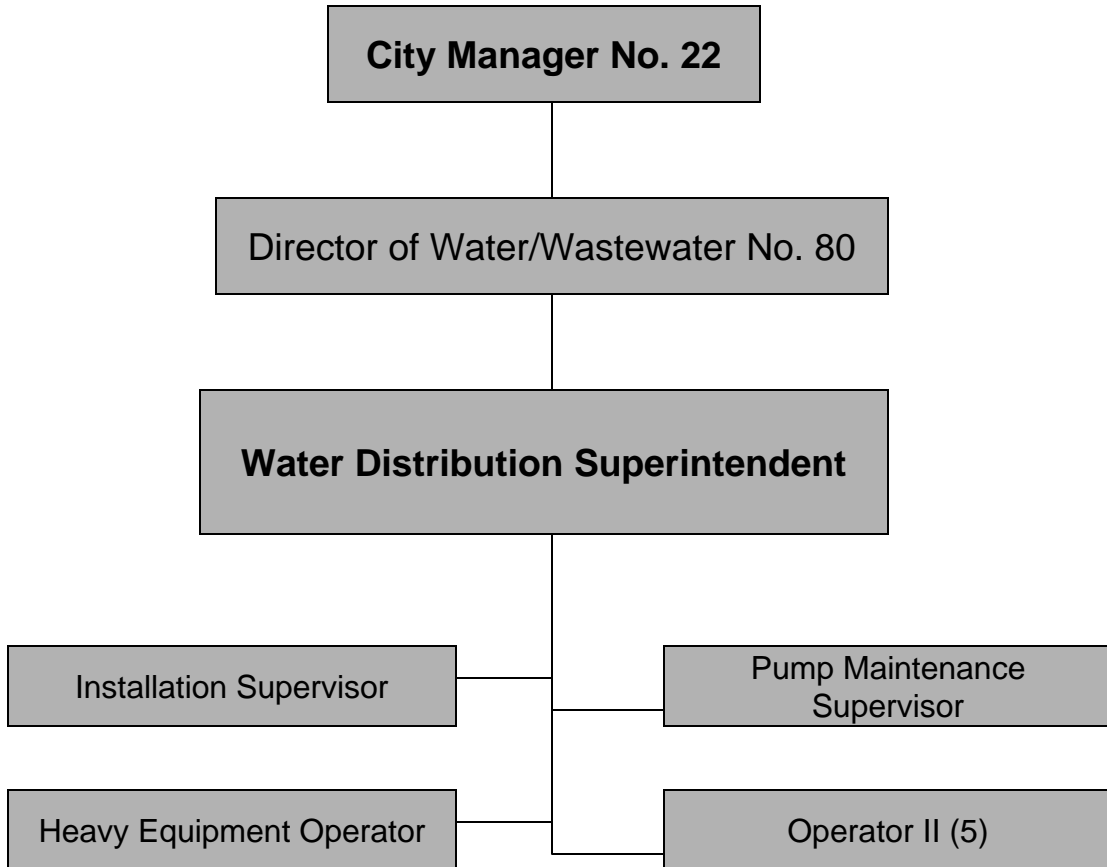 City Manager No. 22
Director of Water/Wastewater No. 80
Water Distribution Superintendent
Installation Supervisor
Pump Maintenance
Supervisor
Heavy Equipment Operator
Operator II (5)